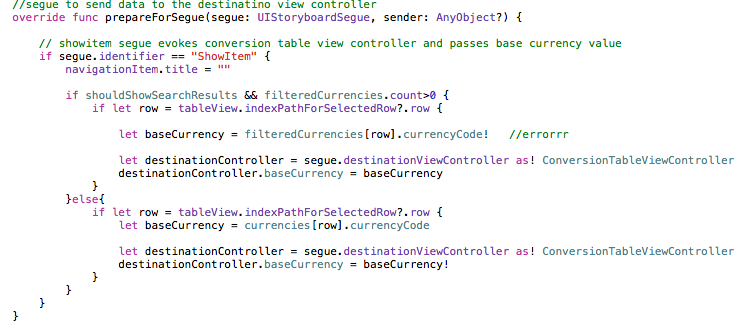 //segue to send data to the destinatino view controller
override func prepareForSegue(segue: UIStoryboardSegue, sender: AnyObject?) {
// showitem segue evokes conversion table view controller and passes base currency value
if segue.identifier == "ShowItem" {
navigationItem.title = ""
if shouldShowSearchResults && filteredCurrencies.count>0 {
if let row = tableView.indexPathForSelectedRow?.row {
let baseCurrency = filteredCurrencies[row].currencyCode!   //errorrr
let destinationController = segue.destinationViewController as! ConversionTableViewController
destinationController.baseCurrency = baseCurrency
}
}else{
if let row = tableView.indexPathForSelectedRow?.row {
let baseCurrency = currencies[row].currencyCode
let destinationController = segue.destinationViewController as! ConversionTableViewController
destinationController.baseCurrency = baseCurrency!
}
}
}
}